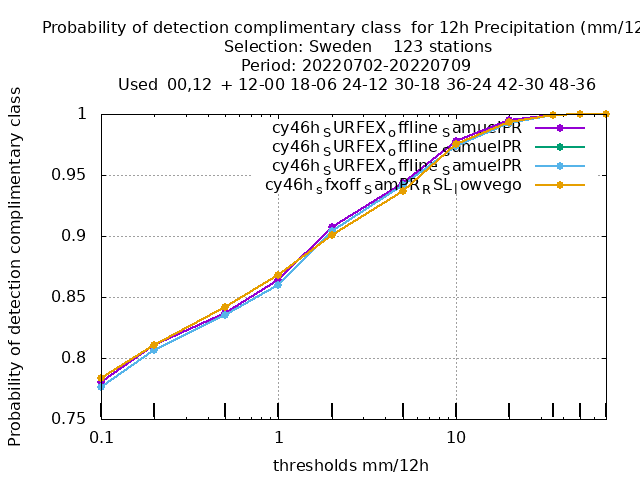 Probability of detection complimentary class  for 12h Precipitation (mm/12
Selection: Sweden    123 stations
Period: 20220702-20220709
Used  00,12  + 12-00 18-06 24-12 30-18 36-24 42-30 48-36
Probability of detection complimentary class
1
0.95
0.9
0.85
0.8
0.75
cy46h_SURFEX_offline_SamuelPR
cy46h_SURFEX_offline_SamuelPR
cy46h_SURFEX_offline_SamuelPR
cy46h_sfxoff_SamPR_RSL_lowvego
0.1
1
10
thresholds mm/12h